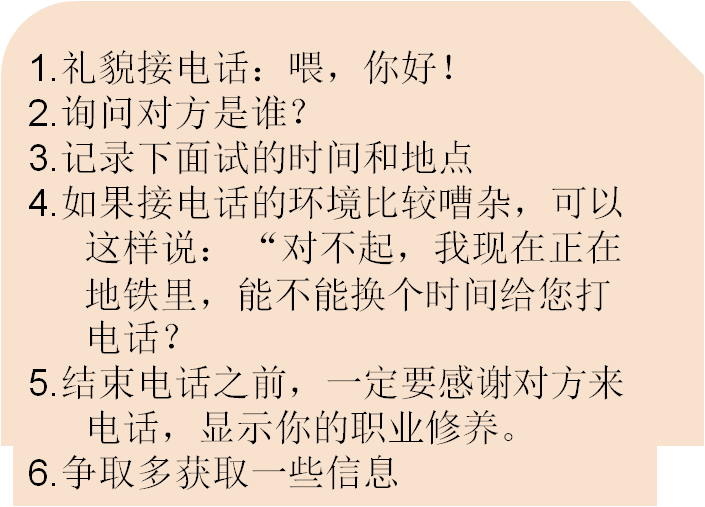 1.礼貌接电话：喂，你好！
2.询问对方是谁？
3.记录下面试的时间和地点
4.如果接电话的环境比较嘈杂，可以
这样说：“对不起，我现在正在
地铁里，能不能换个时间给您打
电话？
5.结束电话之前，一定要感谢对方来
电话，显示你的职业修养。
6.争取多获取一些信息